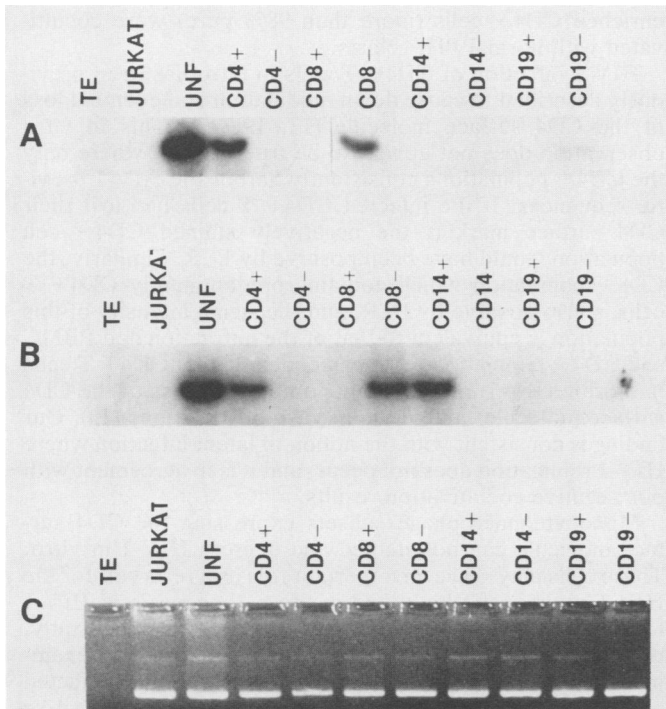 A
TE
JURKAT
UNF
CD4+
CD4-
CD8+
CD8-
CD14+
CD14-
CD19+
CD19-
B
TE
JURKA
UNF
CD4+
CD4-
CD8+
CD8-
CD14+
CD14-
CD19+
CD19-
C
TE
JURKAT
UNF
CD4+
CD4-
CD8+
CD8-
CD14+
CD14-
CD19+
CD19-